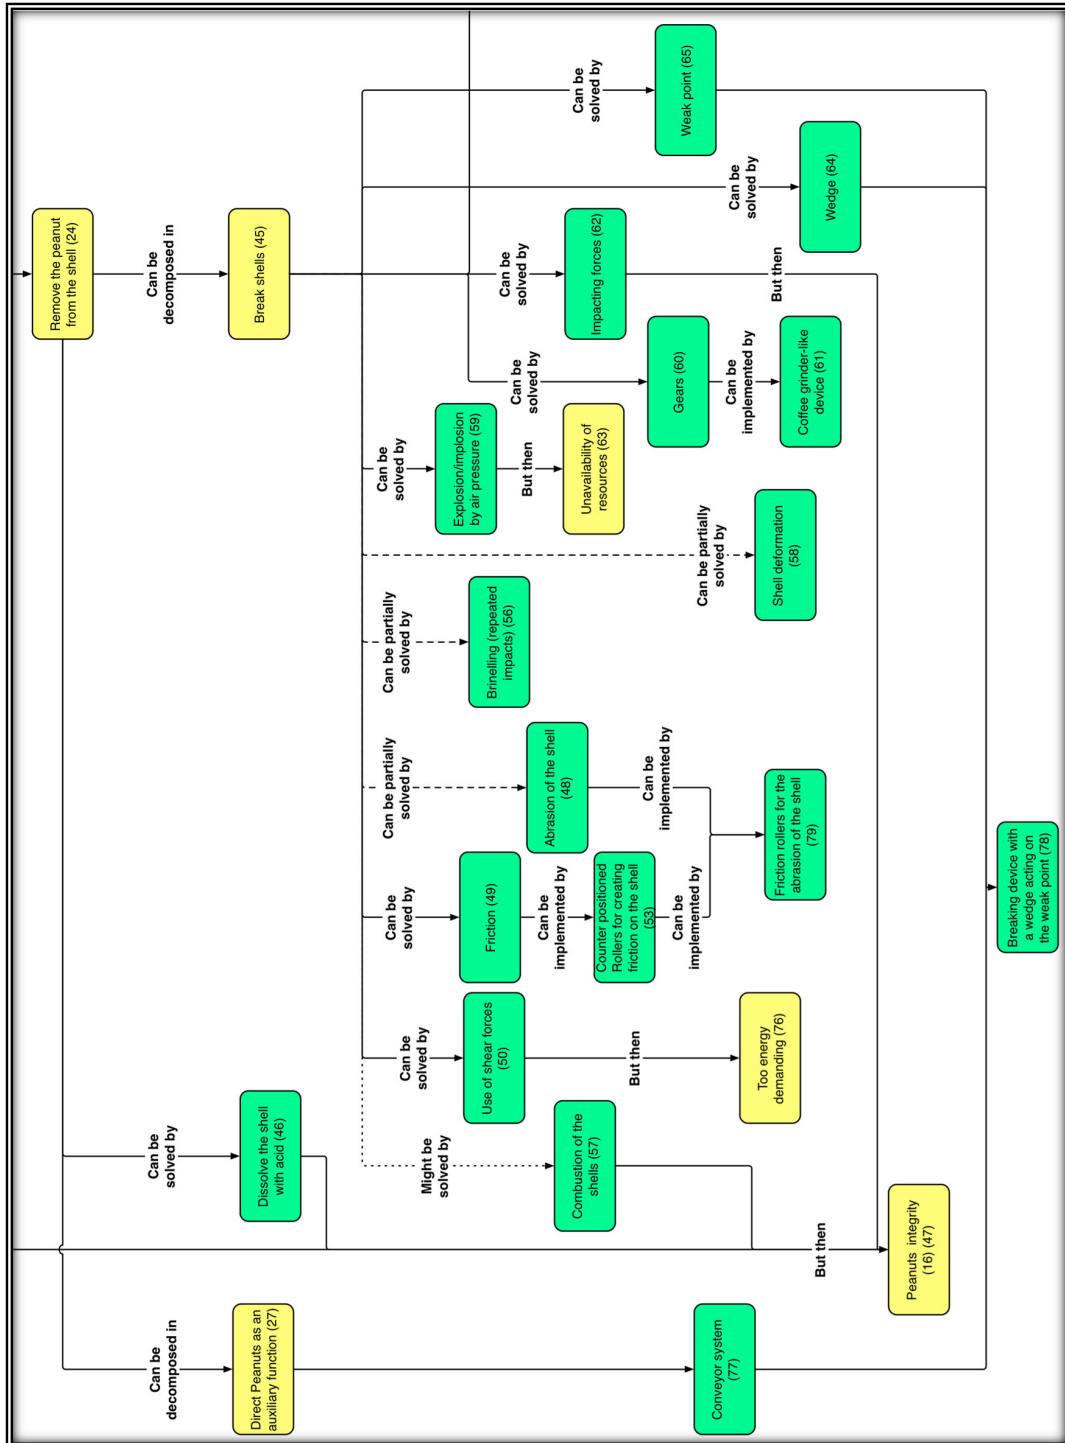 Remove the peanut
from the shell (24)
Can be
decomposed in
Break shells (45)
Can be
solved by
Weak point (65)
Can be
solved by
Wedge (64)
Can be
solved by
Impacting forces (62)
But then
Can be
solved by
Gears (60)
Can be
implemented by
Coffee grinder-like
device (61)
Can be
solved by
Explosion/implosion
by air pressure (59)
But then
Unavailability of
resources (63)
Can be partially
solved by
Shell deformation
(58)
Can be partially
solved by
Brinelling (repeated
impacts) (56)
Can be partially
solved by
Abrasion of the shell
(48)
Can be
implemented by
Can be
solved by
Friction (49)
Can be
implemented by
Counter positioned
Rollers for creating
friction on the shell
(53)
Can be
implemented by
Friction rollers for the
abrasion of the shell
(79)
Can be
solved by
Use of shear forces
(50)
But then
Too energy
demanding (76)
Might be
solved by
Combustion of the
shells (57)
Can be
solved by
Dissolve the shell
with acid (46)
But then
Peanuts integrity
(16) (47)
Can be
decomposed in
Direct Peanuts as an
auxiliary function (27)
Conveyor system
(77)
Breaking device with
a wedge acting on
the weak point (78)